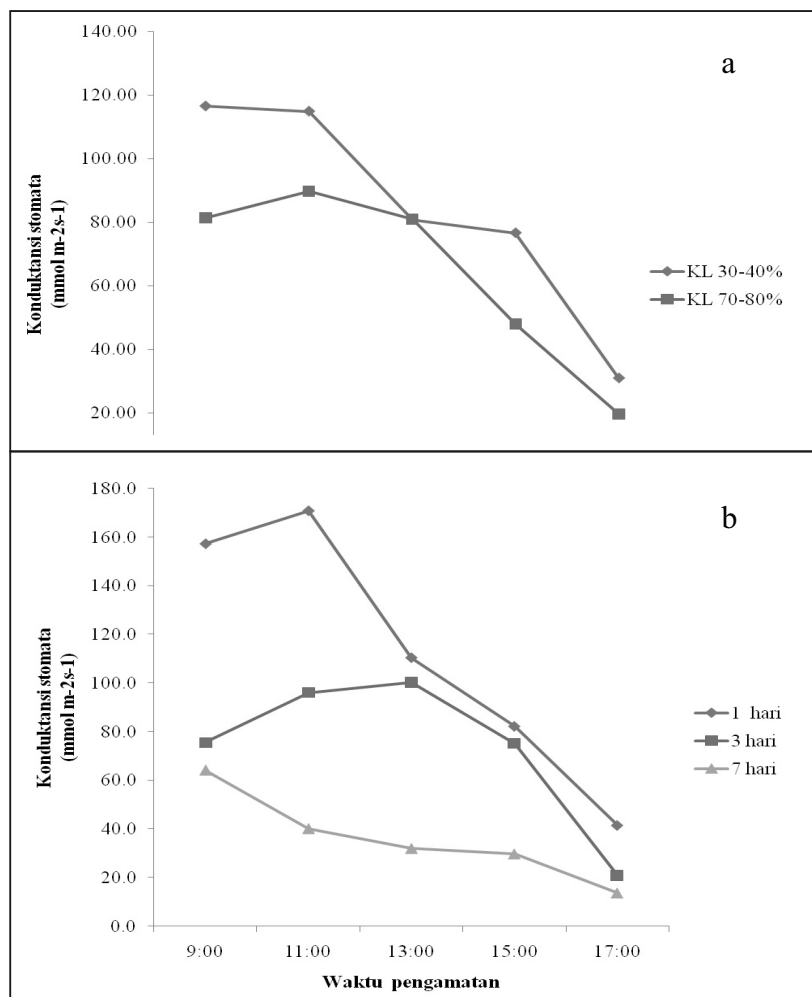 a
140.00
120.00
100.00
80.00
60.00
40.00
20.00
Konduktansi stomata
(mmol m-2s-1)
KL 30-40%
KL 70-80%
b
180.0
160.0
140.0
120.0
100.0
80.0
60.0
40.0
20.0
0.0
Konduktansi stomata
(mmol m-2s-1)
1 hari
3 hari
7 hari
9:00 11:00 13:00 15:00 17:00
Waktu pengamatan